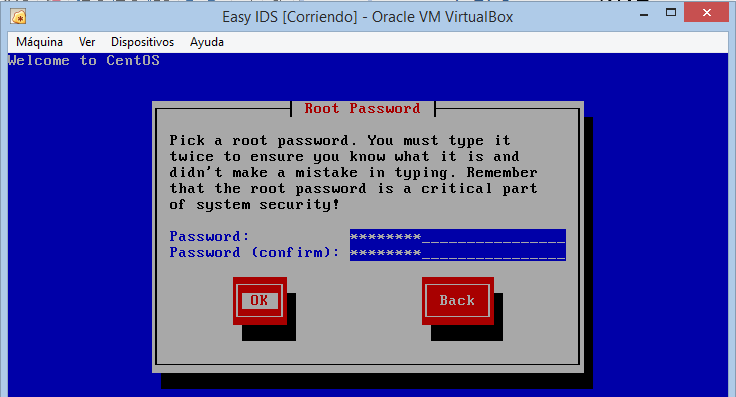 Easy IDS [Corriendo] - Oracle VM VirtualBox
Máquina Ver Dispositivos Ayuda
Welcome to CentOS
Root Password
Pick a root password. You must type it
twice to ensure you know what it is and
didn't make a mistake in typing. Remember
that the root password is a critical part
of system security!
Password: ********________________
Password (confirm): ********________________
OK Back